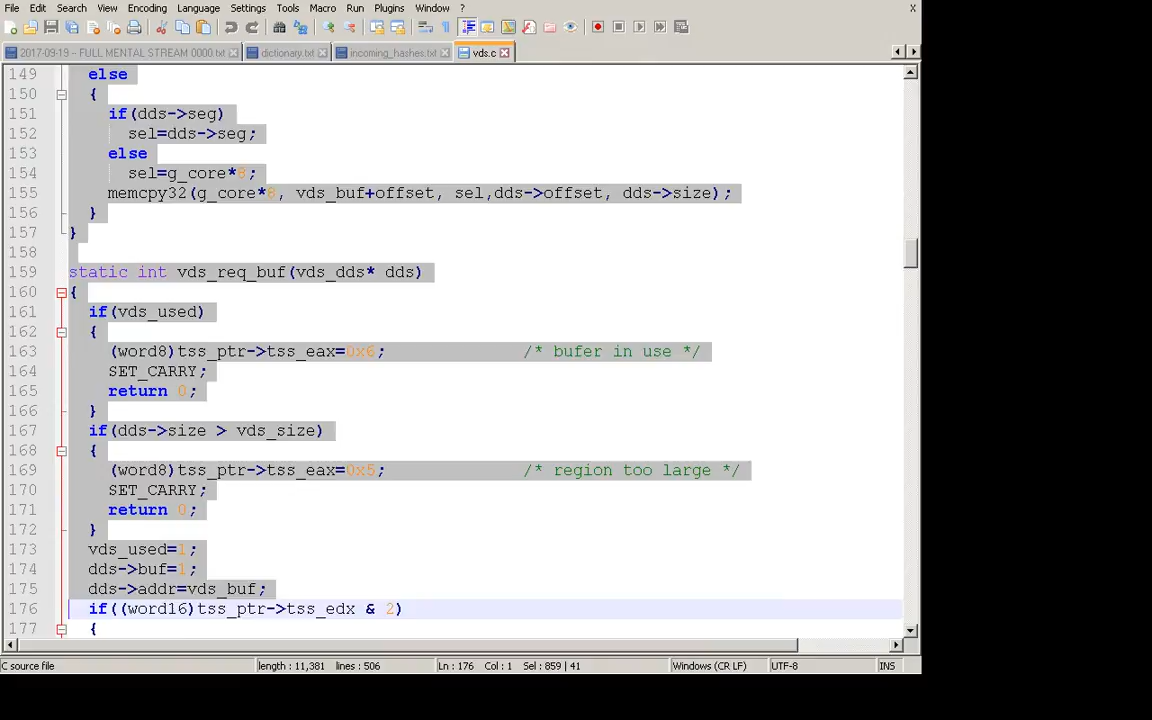 File Edit Search View Encoding Language Settings Tools Macro Run Plugins Window ? X
2017-09-19 – FULL MENTAL STREAM 0000.txt dictionary.txt incoming_hashes.txt vds.c
149 else
150 {
151 if(dds->seg)
152 sel=dds->seg;
153 else
154 sel=g_core*8;
155 memcpy32(g_core*8, vds_buf+offset, sel,dds->offset, dds->size);
156 }
157 }
158
159 static int vds_req_buf(vds_dds* dds)
160 {
161 if(vds_used)
162 {
163 (word8)tss_ptr->tss_eax=0x6; /* bufer in use */
164 SET_CARRY;
165 return 0;
166 }
167 if(dds->size > vds_size)
168 {
169 (word8)tss_ptr->tss_eax=0x5; /* region too large */
170 SET_CARRY;
171 return 0;
172 }
173 vds_used=1;
174 dds->buf=1;
175 dds->addr=vds_buf;
176 if((word16)tss_ptr->tss_edx & 2)
177 {
C source file length : 11,381 lines : 506 Ln : 176 Col : 1 Sel : 859 | 41 Windows (CR LF) UTF-8 INS